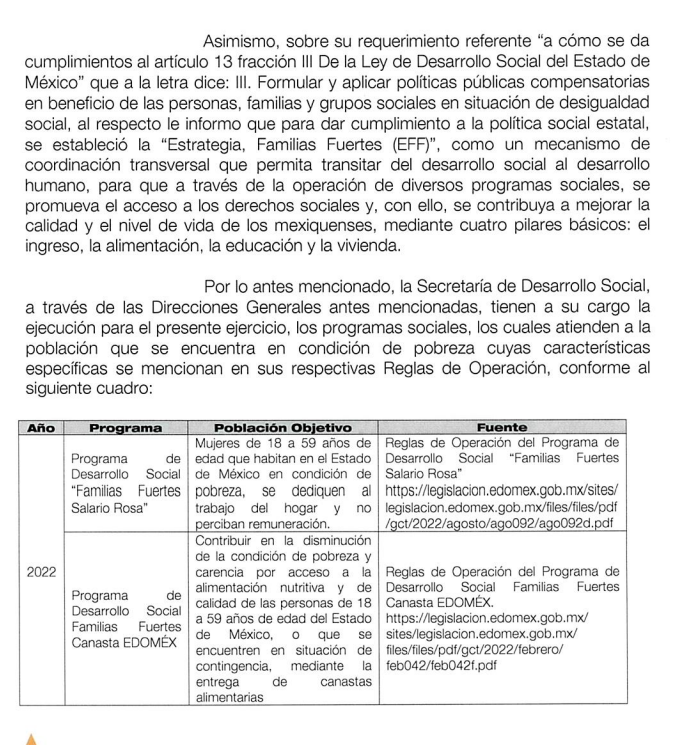 Asimismo, sobre su requerimiento referente “a cómo se da
cumplimientos al artículo 13 fracción III De la Ley de Desarrollo Social del Estado de
México” que a la letra dice: III. Formular y aplicar políticas públicas compensatorias
en beneficio de las personas, familias y grupos sociales en situación de desigualdad
social, al respecto le informo que para dar cumplimiento a la política social estatal,
se estableció la “Estrategia, Familias Fuertes (EFF)”, como un mecanismo de
coordinación transversal que permita transitar del desarrollo social al desarrollo
humano, para que a través de la operación de diversos programas sociales, se
promueva el acceso a los derechos sociales y, con ello, se contribuya a mejorar la
calidad y el nivel de vida de los mexiquenses, mediante cuatro pilares básicos: el
ingreso, la alimentación, la educación y la vivienda.
Por lo antes mencionado, la Secretaría de Desarrollo Social,
a través de las Direcciones Generales antes mencionadas, tienen a su cargo la
ejecución para el presente ejercicio, los programas sociales, los cuales atienden a la
población que se encuentra en condición de pobreza cuyas características
específicas se mencionan en sus respectivas Reglas de Operación, conforme al
siguiente cuadro:
Año Programa Población Objetivo Fuente
2022
Programa de
Desarrollo Social
“Familias Fuertes
Salario Rosa”
Mujeres de 18 a 59 años de
edad que habitan en el Estado
de México en condición de
pobreza, se dediquen al
trabajo del hogar y no
perciban remuneración.
Reglas de Operación del Programa de
Desarrollo Social “Familias Fuertes
Salario Rosa”
https://legislacion.edomex.gob.mx/sites/
legislacion.edomex.gob.mx/files/files/pdf
/gct/2022/agosto/ago092/ago092d.pdf
Programa de
Desarrollo Social
Familias Fuertes
Canasta EDOMÉX
Contribuir en la disminución
de la condición de pobreza y
carencia por acceso a la
alimentación nutritiva y de
calidad de las personas de 18
a 59 años de edad del Estado
de México, o que se
encuentren en situación de
contingencia, mediante la
entrega de canastas
alimentarias
Reglas de Operación del Programa de
Desarrollo Social Familias Fuertes
Canasta EDOMÉX.
https://legislacion.edomex.gob.mx/
sites/legislacion.edomex.gob.mx/
files/files/pdf/gct/2022/febrero/
feb042/feb042f.pdf